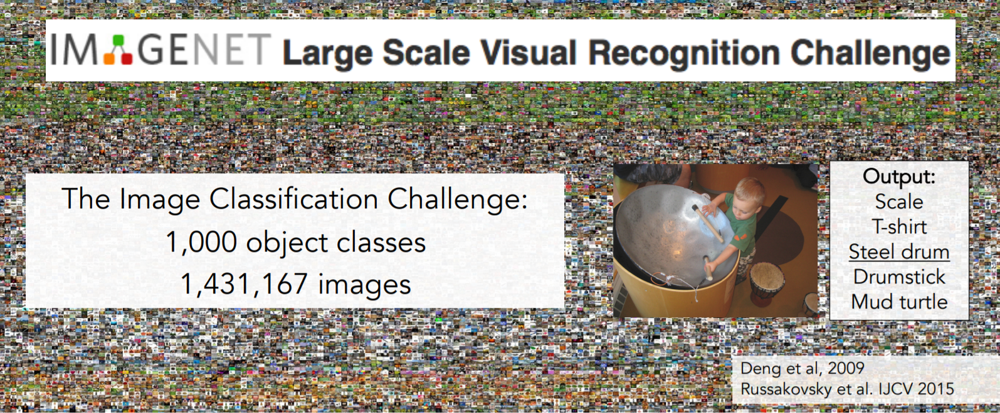 IMAGENET Large Scale Visual Recognition Challenge
The Image Classification Challenge:
1,000 object classes
1,431,167 images
Output:
Scale
T-shirt
Steel drum
Drumstick
Mud turtle
Deng et al, 2009
Russakovsky et al. IJCV 2015